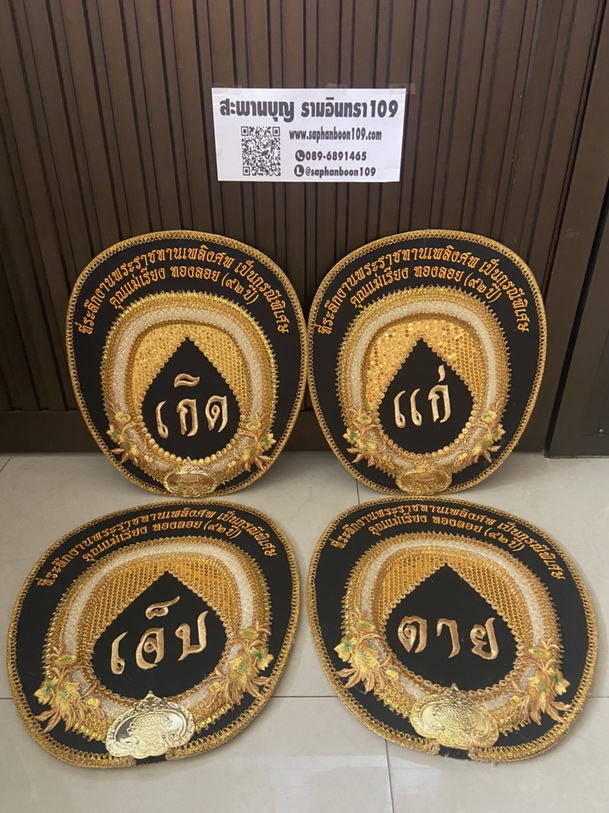 สะพานบุญ รามอินทรา109
www.saphanboon109.com
089-6891465
@saphanboon109
ที่ระลึกงานพระราชทานเพลิงศพ เป็นกรณีพิเศษ
คุณแม่เรียง ทองลอย (๙๒ ปี)
เกิด
ที่ระลึกงานพระราชทานเพลิงศพ เป็นกรณีพิเศษ
คุณแม่เรียง ทองลอย (๙๒ ปี)
แก่
ที่ระลึกงานพระราชทานเพลิงศพ เป็นกรณีพิเศษ
คุณแม่เรียง ทองลอย (๙๒ ปี)
เจ็บ
ที่ระลึกงานพระราชทานเพลิงศพ เป็นกรณีพิเศษ
คุณแม่เรียง ทองลอย (๙๒ ปี)
ตาย